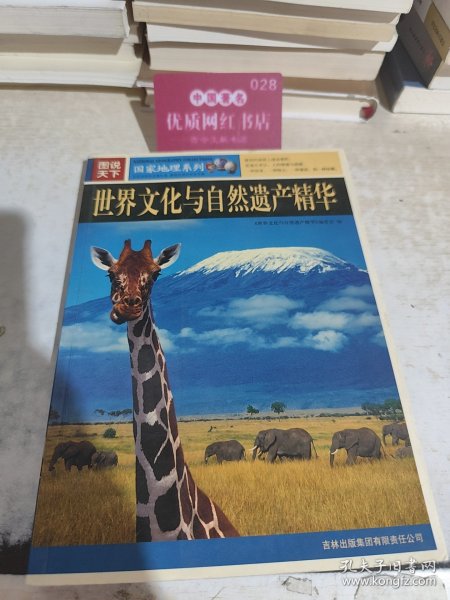 中国著名
028
优质网红书店
图说
天下
国家地理系列
世界文化与自然遗产精华
吉林出版集团有限责任公司
孔夫子旧书网
www.kongfz.com